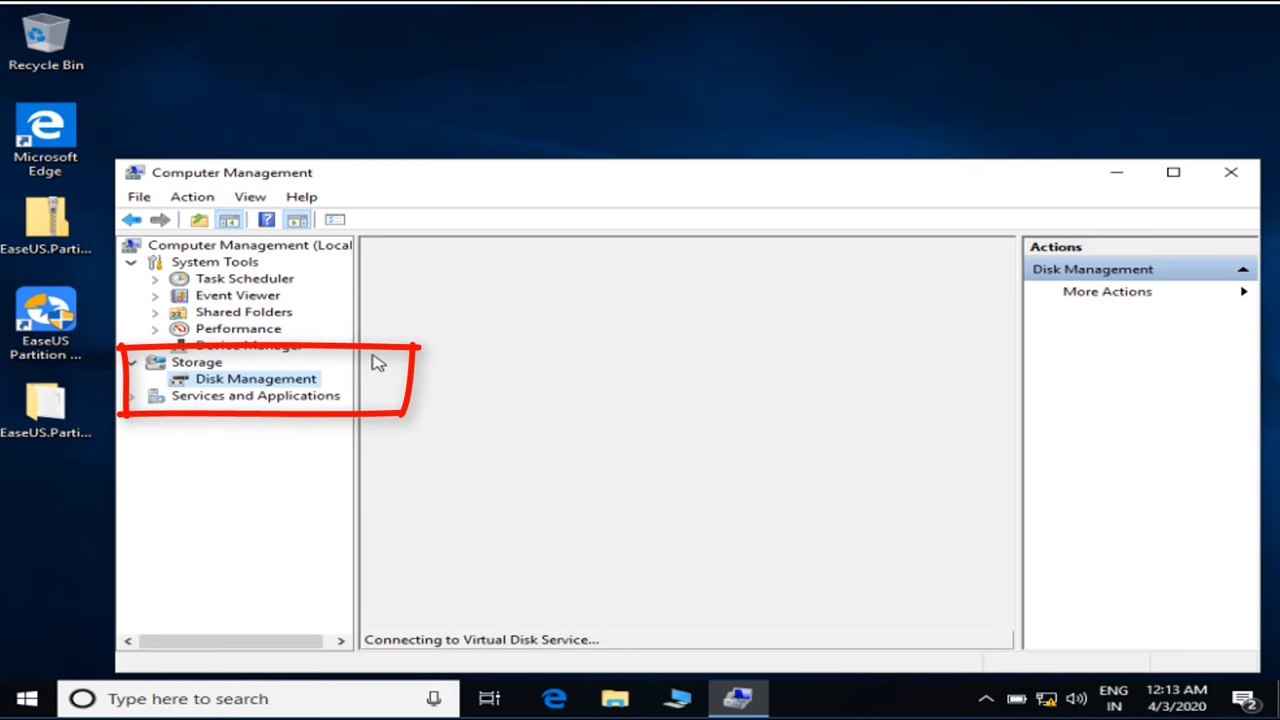 Recycle Bin
Microsoft
Edge
EaseUS.Parti...
EaseUS
Partition ...
EaseUS.Parti...
Computer Management
File Action View Help
Computer Management (Local
System Tools
Task Scheduler
Event Viewer
Shared Folders
Performance
Device Manager
Storage
Disk Management
Services and Applications
Connecting to Virtual Disk Service...
Actions
Disk Management
More Actions
Type here to search
ENG
IN
12:13 AM
4/3/2020
2